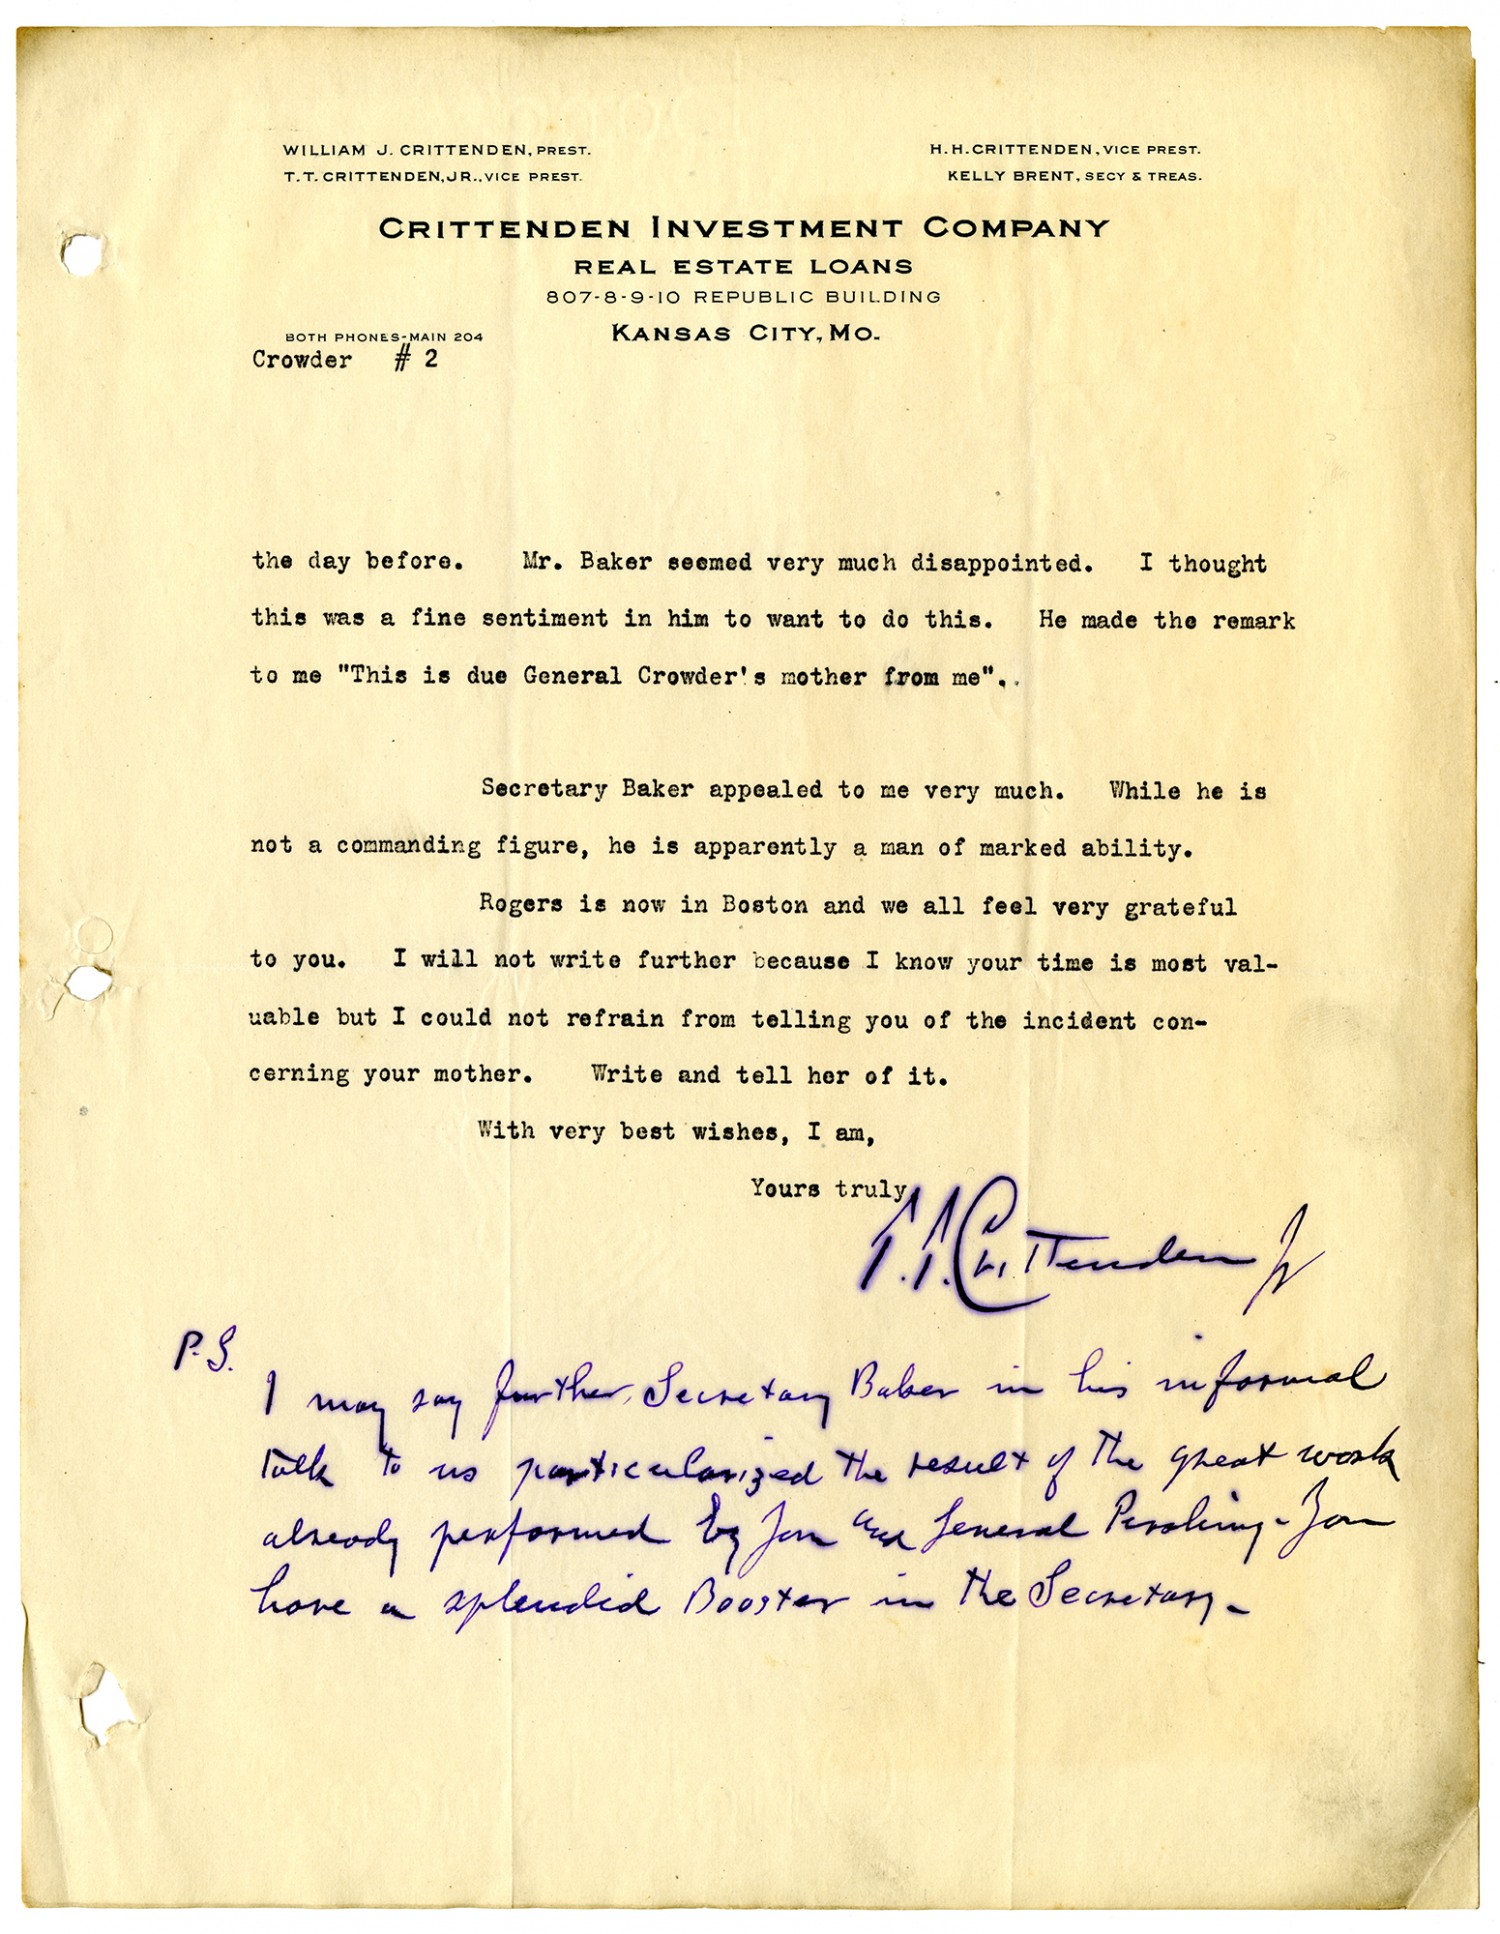 WILLIAM J. CRITTENDEN, PREST.
H.H. CRITTENDEN, VICE PREST.
T.T. CRITTENDEN, JR., VICE PREST.
KELLY BRENT, SECY & TREAS.
CRITTENDEN INVESTMENT COMPANY
REAL ESTATE LOANS
807-8-9-10 REPUBLIC BUILDING
BOTH PHONES-MAIN 204
KANSAS CITY, MO.
Crowder # 2
the day before. Mr. Baker seemed very much disappointed. I thought
this was a fine sentiment in him to want to do this. He made the remark
to me "This is due General Crowder's mother from me"..
Secretary Baker appealed to me very much. While he is
not a commanding figure, he is apparently a man of marked ability.
Rogers is now in Boston and we all feel very grateful
to you. I will not write further because I know your time is most val-
uable but I could not refrain from telling you of the incident con-
cerning your mother. Write and tell her of it.
With very best wishes, I am,
Yours truly,
T.T. Crittenden Jr
P.S.
I may say further, Secretary Baker in his informal
talk to us particularized the result of the great work
already performed by you and General Pershing - You
have a splendid Booster in the Secretary -